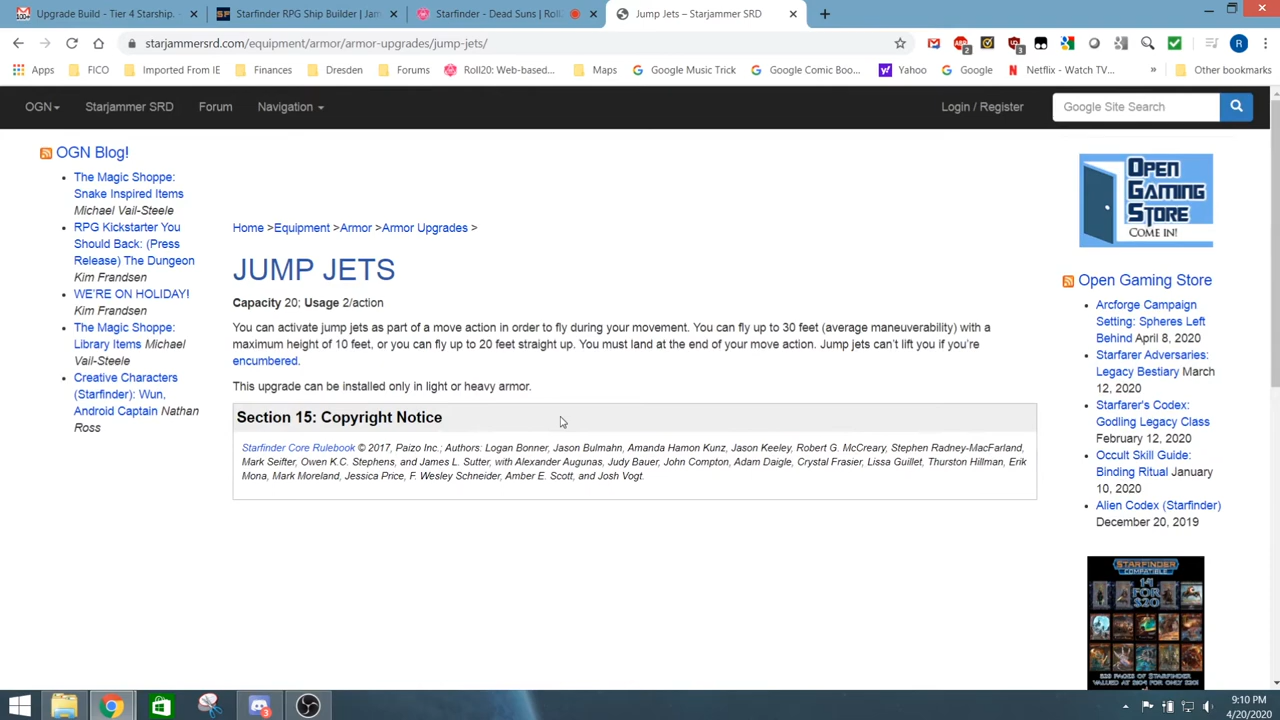 Upgrade Build - Tier 4 Starship.
Starfinder RPG Ship Builder | Jam
Starfinder - Dead Suns | Roll2
Jump Jets – Starjammer SRD
starjammersrd.com/equipment/armor/armor-upgrades/jump-jets/
Apps
FICO
Imported From IE
Finances
Dresden
Forums
Roll20: Web-based...
Maps
Google Music Trick
Google Comic Boo...
Yahoo
Google
Netflix - Watch TV...
»
Other bookmarks
OGN
Starjammer SRD
Forum
Navigation
Login / Register
Google Site Search
OGN Blog!
The Magic Shoppe:
Snake Inspired Items
Michael Vail-Steele
RPG Kickstarter You
Should Back: (Press
Release) The Dungeon
Kim Frandsen
WE'RE ON HOLIDAY!
Kim Frandsen
The Magic Shoppe:
Library Items Michael
Vail-Steele
Creative Characters
(Starfinder): Wun,
Android Captain Nathan
Ross
Home >Equipment >Armor >Armor Upgrades >
JUMP JETS
Capacity 20; Usage 2/action
You can activate jump jets as part of a move action in order to fly during your movement. You can fly up to 30 feet (average maneuverability) with a
maximum height of 10 feet, or you can fly up to 20 feet straight up. You must land at the end of your move action. Jump jets can't lift you if you're
encumbered.
This upgrade can be installed only in light or heavy armor.
Section 15: Copyright Notice
Starfinder Core Rulebook © 2017, Paizo Inc.; Authors: Logan Bonner, Jason Bulmahn, Amanda Hamon Kunz, Jason Keeley, Robert G. McCreary, Stephen Radney-MacFarland,
Mark Seifter, Owen K.C. Stephens, and James L. Sutter, with Alexander Augunas, Judy Bauer, John Compton, Adam Daigle, Crystal Frasier, Lissa Guillet, Thurston Hillman, Erik
Mona, Mark Moreland, Jessica Price, F. Wesley Schneider, Amber E. Scott, and Josh Vogt.
OPEN
GAMING
STORE
COME IN!
Open Gaming Store
Arcforge Campaign
Setting: Spheres Left
Behind April 8, 2020
Starfarer Adversaries:
Legacy Bestiary March
12, 2020
Starfarer's Codex:
Godling Legacy Class
February 12, 2020
Occult Skill Guide:
Binding Ritual January
10, 2020
Alien Codex (Starfinder)
December 20, 2019
STARFINDER
COMPATIBLE
14
FOR
$20
9:10 PM
4/20/2020